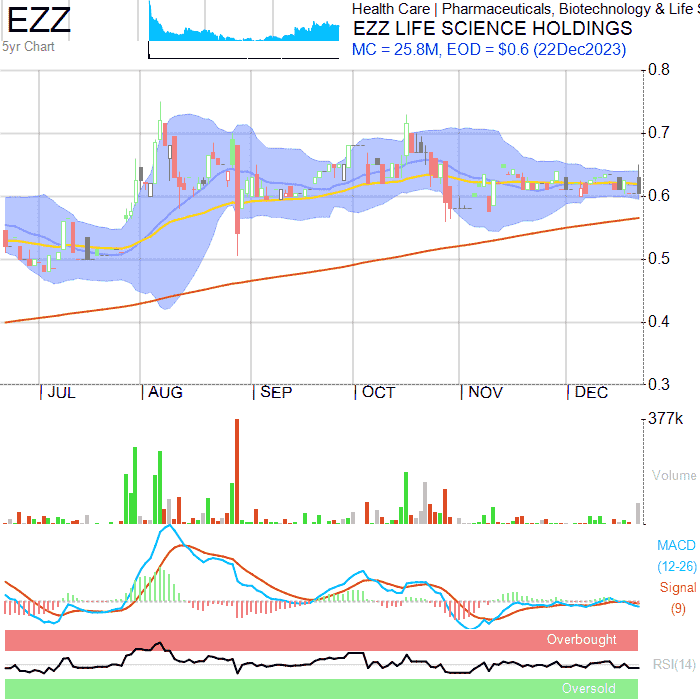 EZZ
5yr Chart
Health Care | Pharmaceuticals, Biotechnology & Life
EZZ LIFE SCIENCE HOLDINGS
MC = 25.8M, EOD = $0.6 (22Dec2023)
0.8
0.7
0.6
0.5
0.4
0.3
JUL AUG SEP OCT NOV DEC
377k
Volume
MACD
(12-26)
Signal
(9)
Overbought
RSI(14)
Oversold